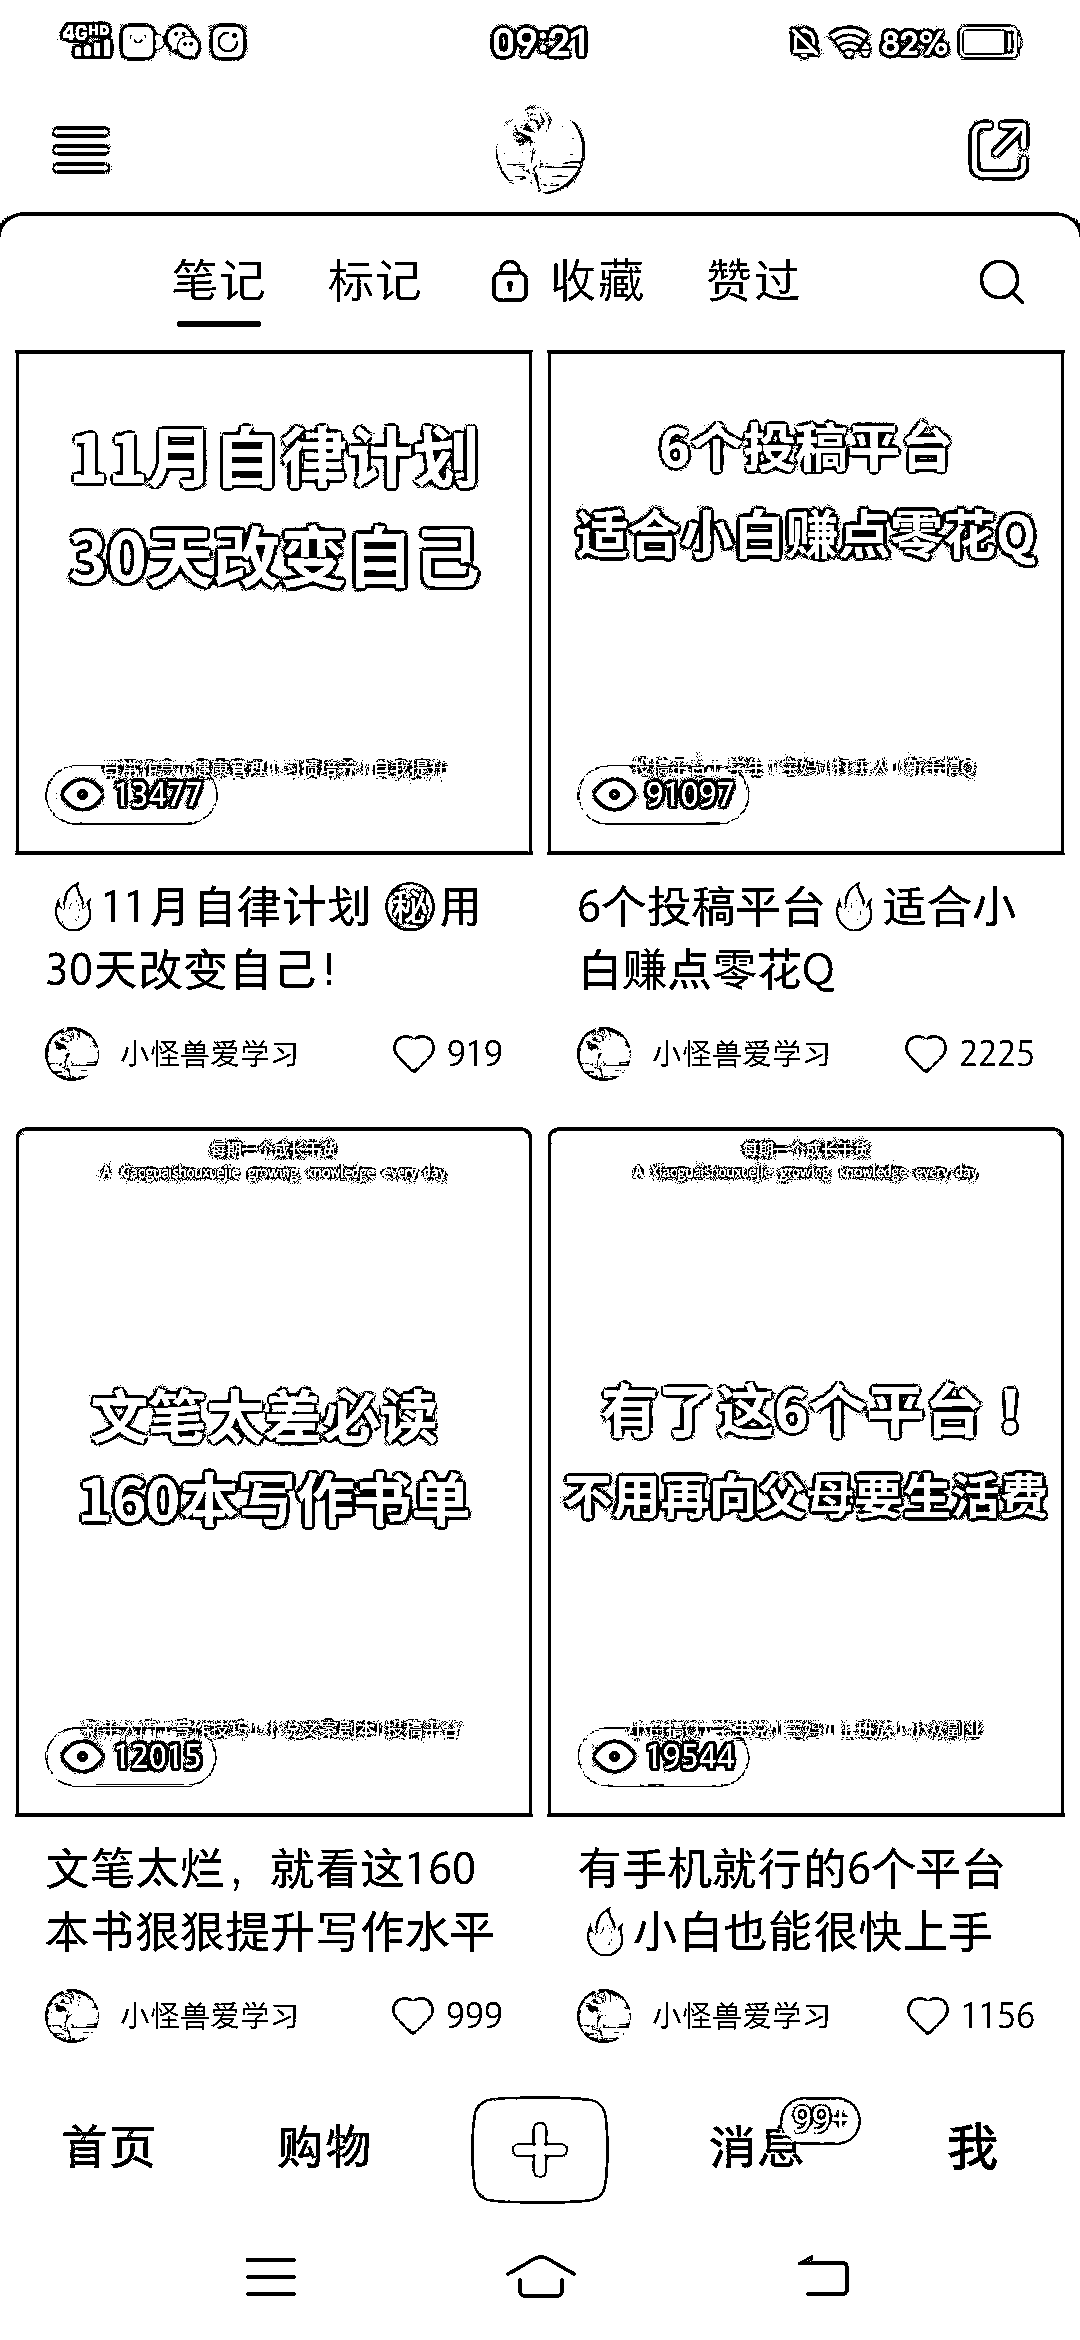 4G HD
09:21
82%
笔记
标记
收藏
赞过
11月自律计划
30天改变自己
13477
6个投稿平台
适合小白赚点零花Q
91097
🔥11月自律计划㊙用
30天改变自己！
小怪兽爱学习
919
6个投稿平台🔥适合小
白赚点零花Q
小怪兽爱学习
2225
每期一个成长干货
文笔太差必读
160本写作书单
12015
每期一个成长干货
A Xiaoguaishouxuejie growing knowledge every day
有了这6个平台！
不用再向父母要生活费
19544
文笔太烂，就看这160
本书狠狠提升写作水平
小怪兽爱学习
999
有手机就行的6个平台
🔥小白也能很快上手
小怪兽爱学习
1156
首页
购物
消息
99+
我